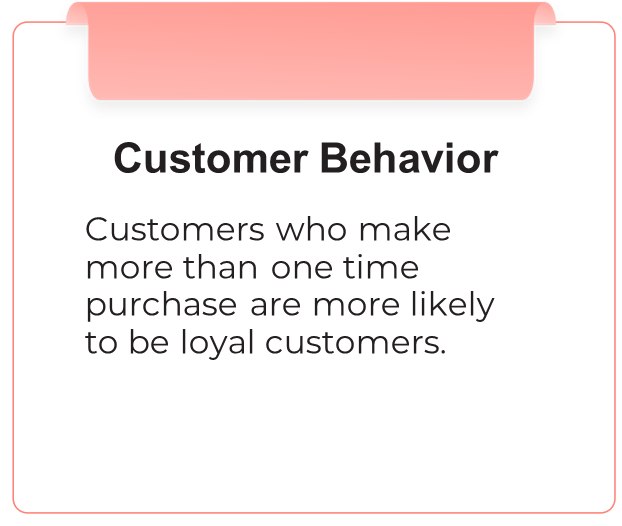 Customer Behavior
Customers who make
more than one time
purchase are more likely
to be loyal customers.